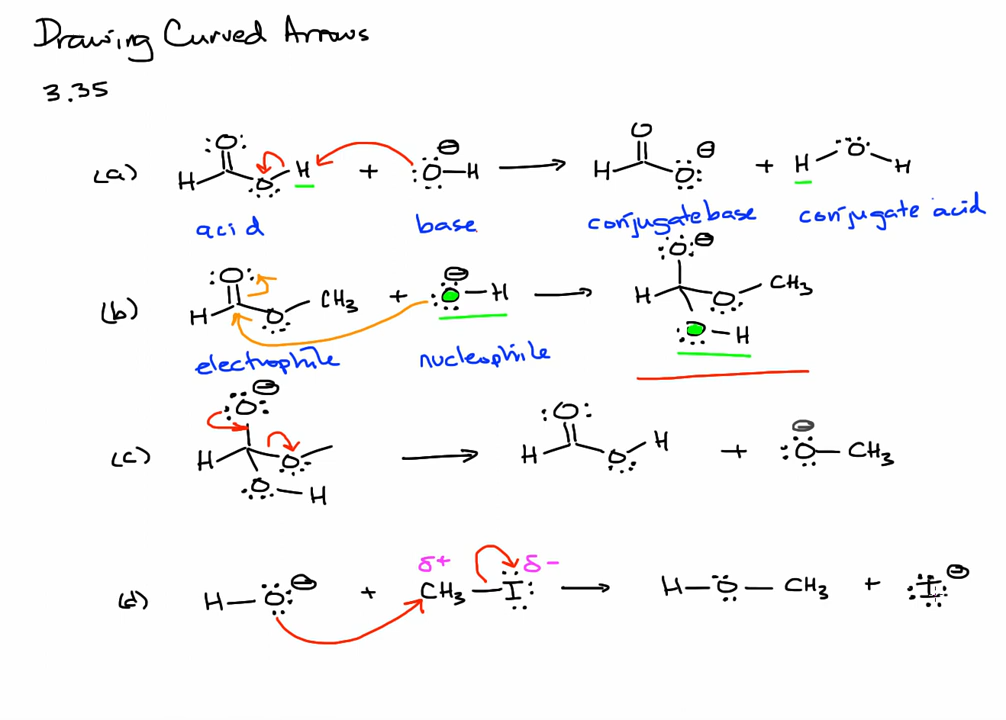 Drawing Curved Arrows
3.35
(a) H O O H + O ⊖ H → H O O ⊖ + H O H
acid base conjugate base conjugate acid
(b) H O O CH3 + O ⊖ H → H O ⊖ O CH3 O H
electrophile nucleophile
(c) H O ⊖ O O H → H O O H + O ⊖ CH3
δ+ δ-
(d) H O ⊖ + CH3 I → H O CH3 + I ⊖